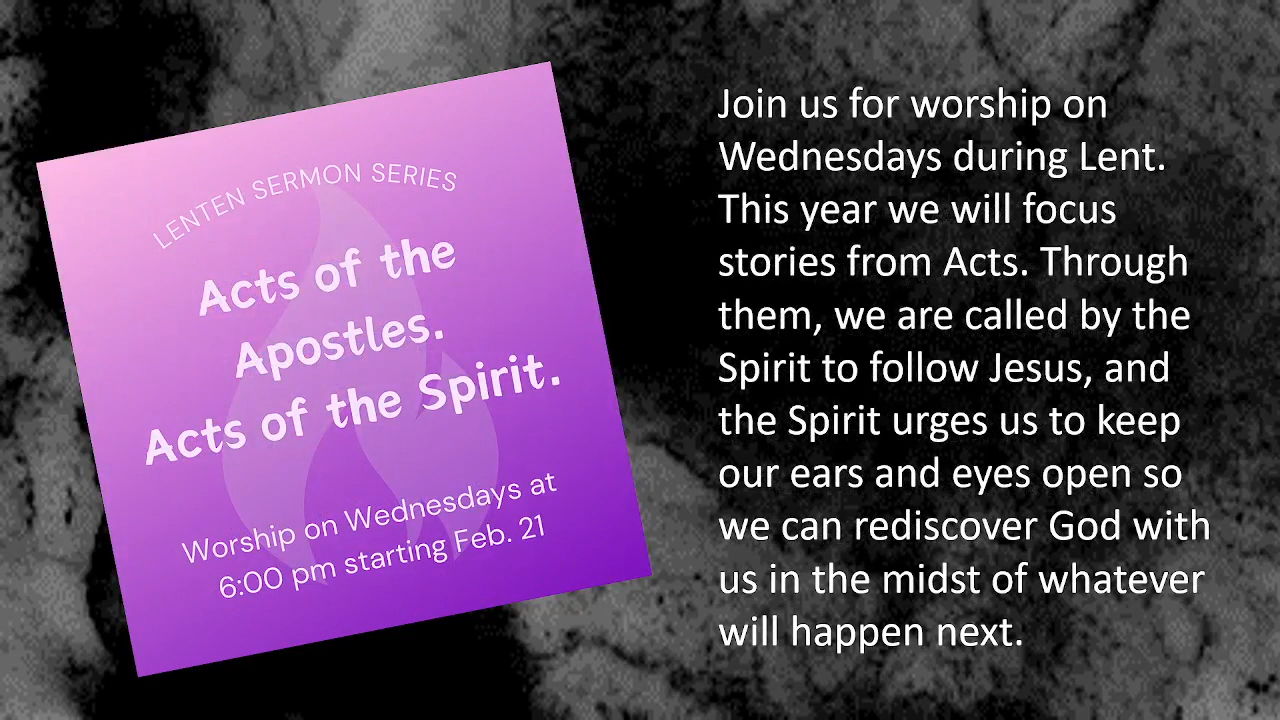 LENTEN SERMON SERIES
Acts of the
Apostles.
Acts of the Spirit.
Worship on Wednesdays at
6:00 pm starting Feb. 21
Join us for worship on
Wednesdays during Lent.
This year we will focus
stories from Acts. Through
them, we are called by the
Spirit to follow Jesus, and
the Spirit urges us to keep
our ears and eyes open so
we can rediscover God with
us in the midst of whatever
will happen next.